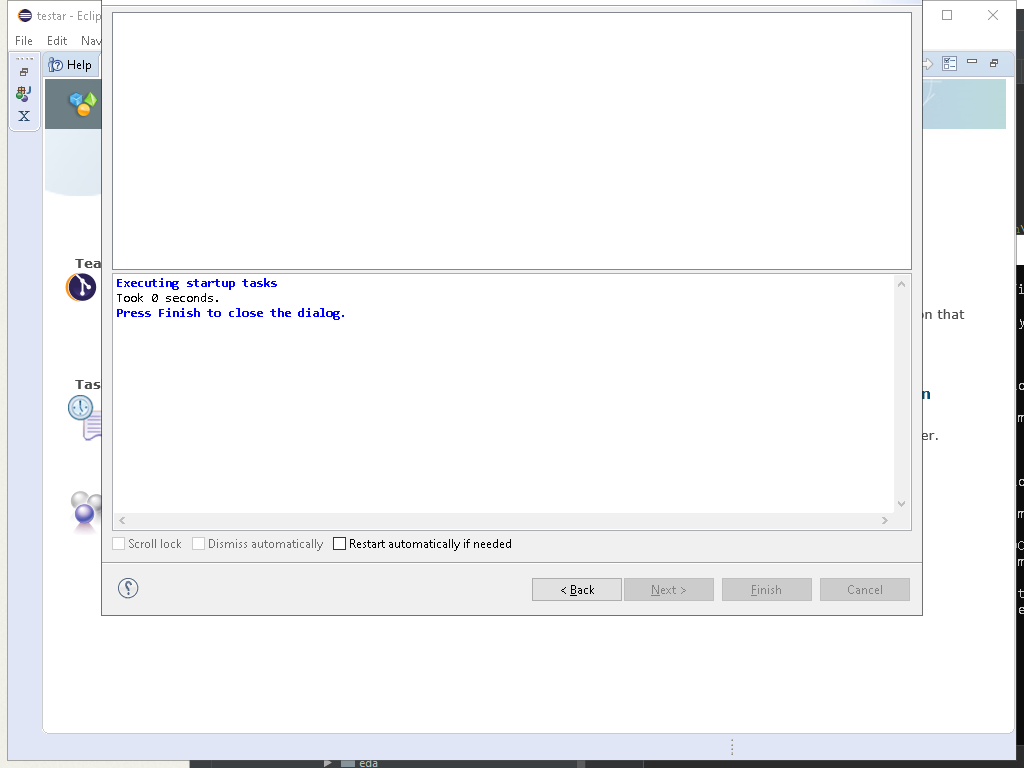 testar - Eclip
File Edit Nav
Help
X
Tea
n that
Tas
n
er.
Executing startup tasks
Took 0 seconds.
Press Finish to close the dialog.
Scroll lock Dismiss automatically Restart automatically if needed
< Back Next > Finish Cancel
eda